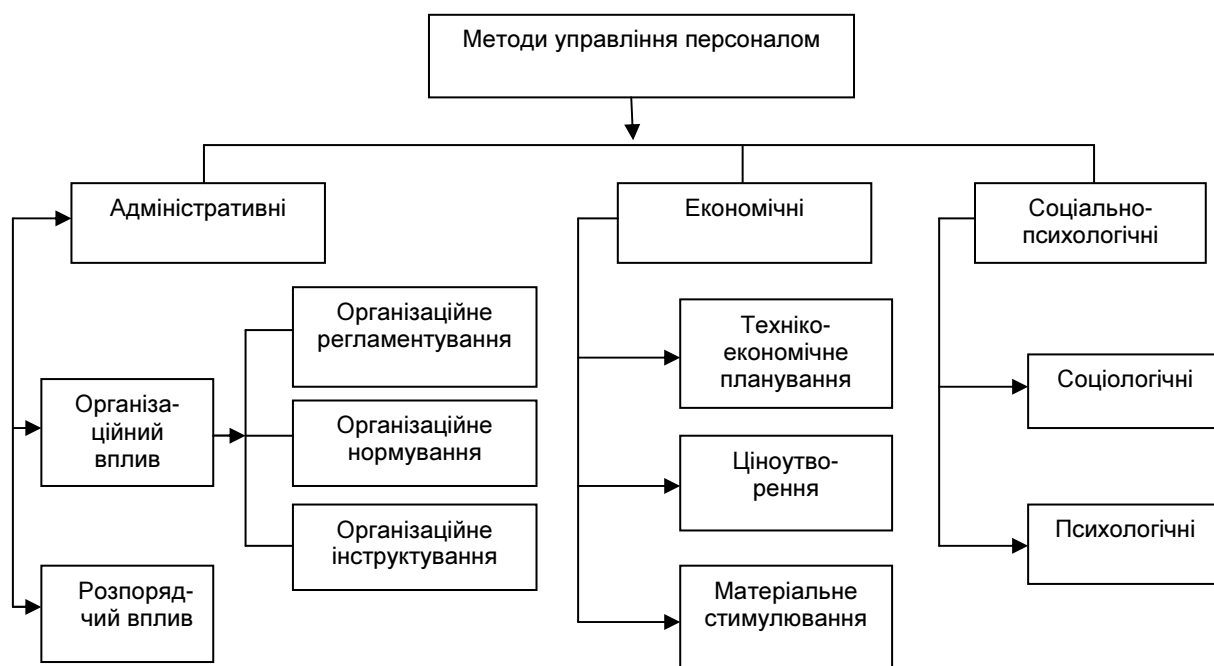 Методи управління персоналом
Адміністративні
Економічні
Соціально-
психологічні
Організаційне
регламентування
Техніко-
економічне
планування
Соціологічні
Організа-
ційний
вплив
Організаційне
нормування
Ціноутво-
рення
Організаційне
інструктування
Психологічні
Розпоряд-
чий вплив
Матеріальне
стимулювання